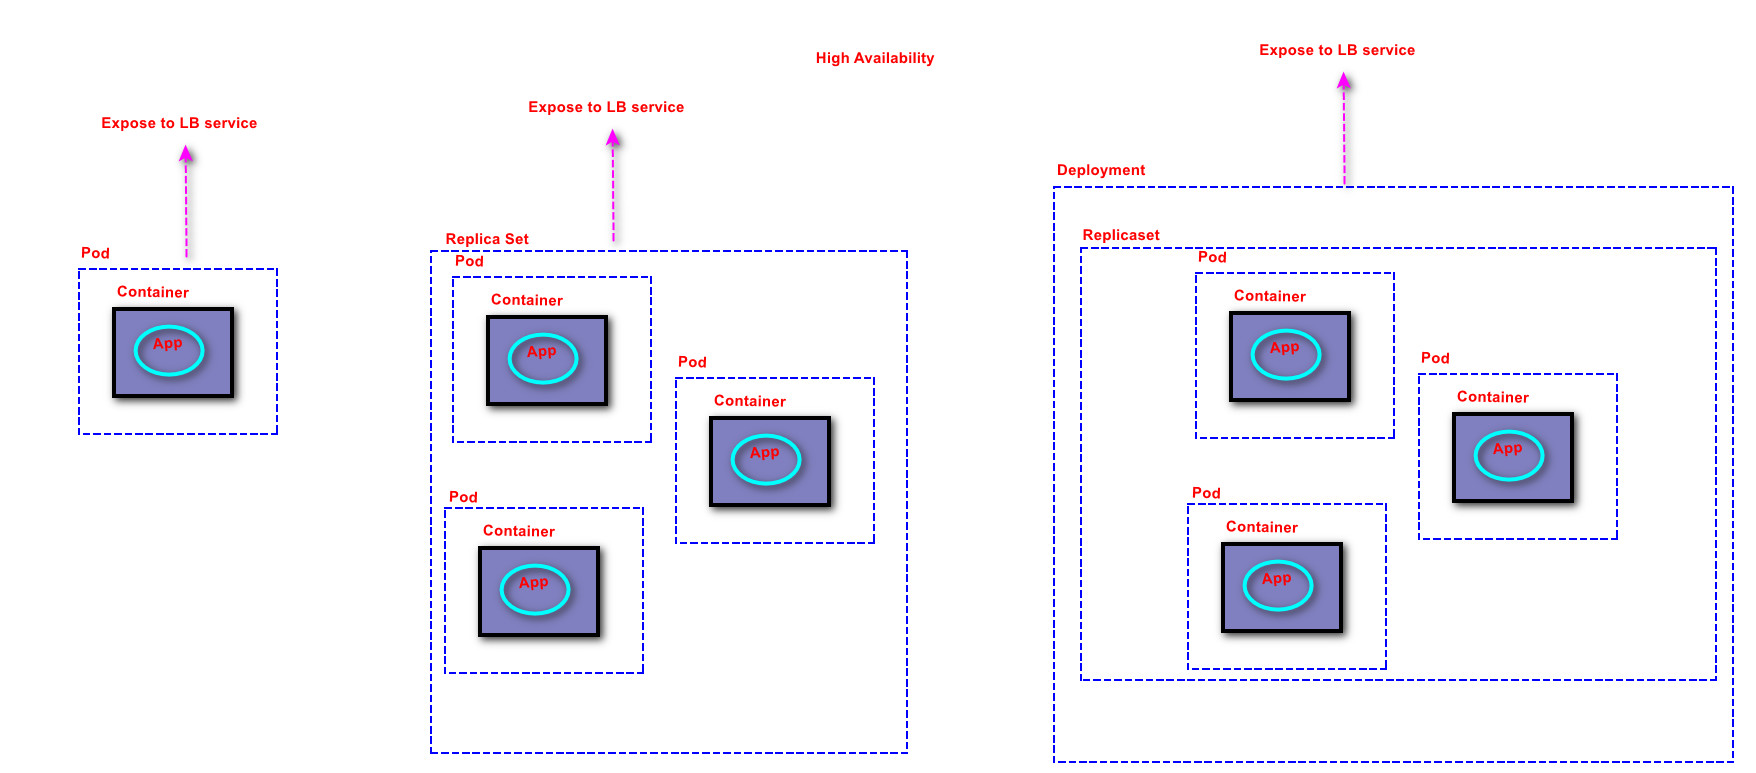 High Availability
Expose to LB service
Pod
Container
App
Expose to LB service
Replica Set
Pod
Container
App
Pod
Container
App
Pod
Container
App
Expose to LB service
Deployment
Replicaset
Pod
Container
App
Pod
Container
App
Pod
Container
App